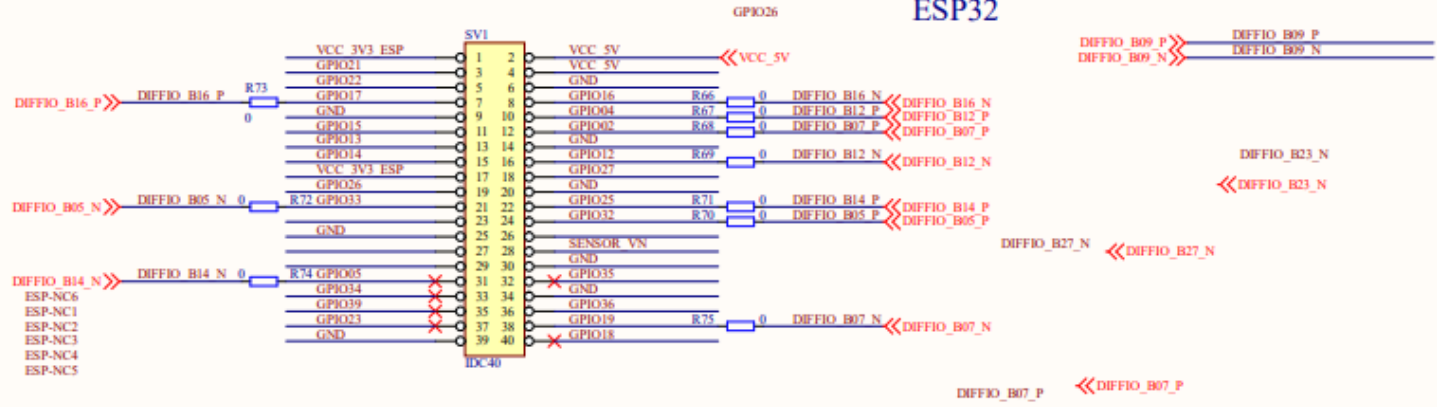 GPIO26
ESP32
SV1
DIFFIO_B09_P DIFFIO_B09_P
DIFFIO_B09_N DIFFIO_B09_N
VCC_3V3_ESP 1 2 VCC_5V VCC_5V
GPIO21 3 4 VCC_5V
GPIO22 5 6 GND
DIFFIO_B16_P DIFFIO_B16_P R73 0 GPIO17 7 8 GPIO16 R66 0 DIFFIO_B16_N DIFFIO_B16_N
GND 9 10 GPIO04 R67 0 DIFFIO_B12_P DIFFIO_B12_P
GPIO15 11 12 GPIO02 R68 0 DIFFIO_B07_P DIFFIO_B07_P
GPIO13 13 14 GND
GPIO14 15 16 GPIO12 R69 0 DIFFIO_B12_N DIFFIO_B12_N
DIFFIO_B23_N
VCC_3V3_ESP 17 18 GPIO27
GPIO26 19 20 GND
DIFFIO_B23_N
DIFFIO_B05_N DIFFIO_B05_N 0 R72 GPIO33 21 22 GPIO25 R71 0 DIFFIO_B14_P DIFFIO_B14_P
23 24 GPIO32 R70 0 DIFFIO_B05_P DIFFIO_B05_P
GND 25 26
27 28 SENSOR_VN
DIFFIO_B27_N DIFFIO_B27_N
29 30 GND
DIFFIO_B14_N DIFFIO_B14_N 0 R74 GPIO05 31 32 GPIO35
ESP-NC6 GPIO34 33 34 GND
ESP-NC1 GPIO39 35 36 GPIO36
ESP-NC2 GPIO23 37 38 GPIO19 R75 0 DIFFIO_B07_N DIFFIO_B07_N
ESP-NC3 GND 39 40 GPIO18
ESP-NC4
ESP-NC5
IDC40
DIFFIO_B07_P DIFFIO_B07_P